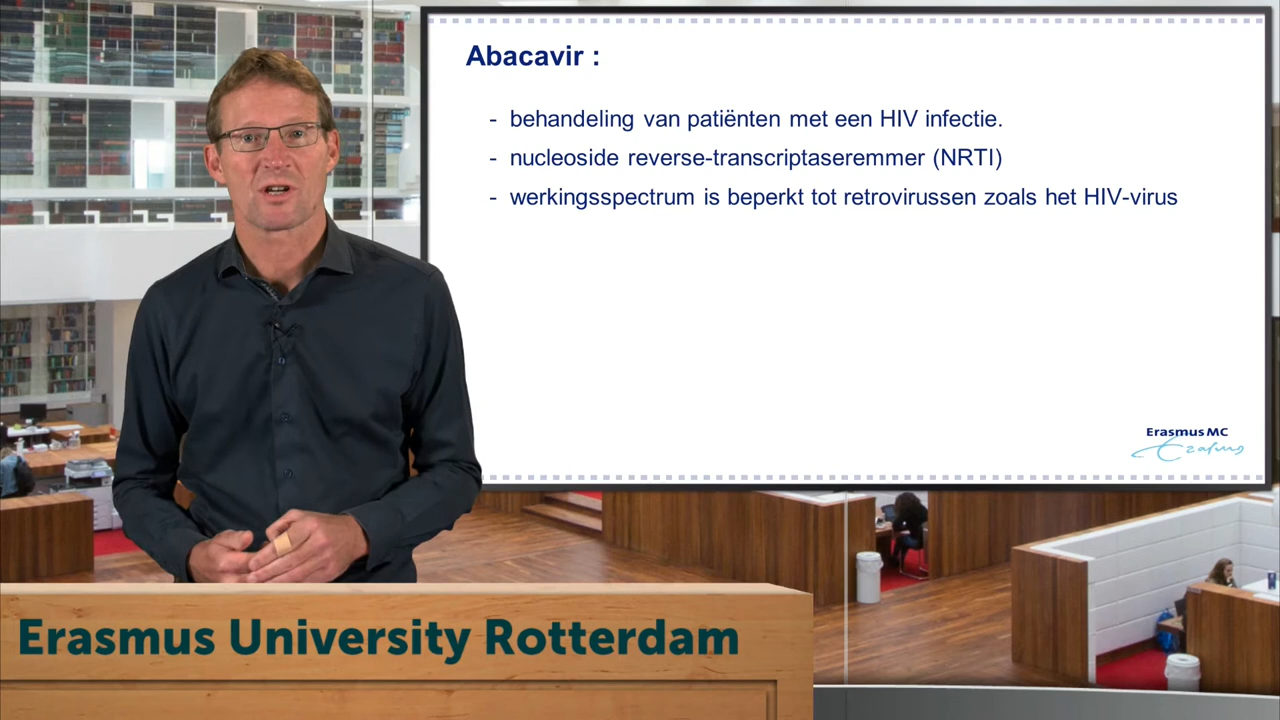 Abacavir :
- behandeling van patiënten met een HIV infectie.
- nucleoside reverse-transcriptaseremmer (NRTI)
- werkingsspectrum is beperkt tot retrovirussen zoals het HIV-virus
Erasmus MC
Erasmus
Erasmus University Rotterdam